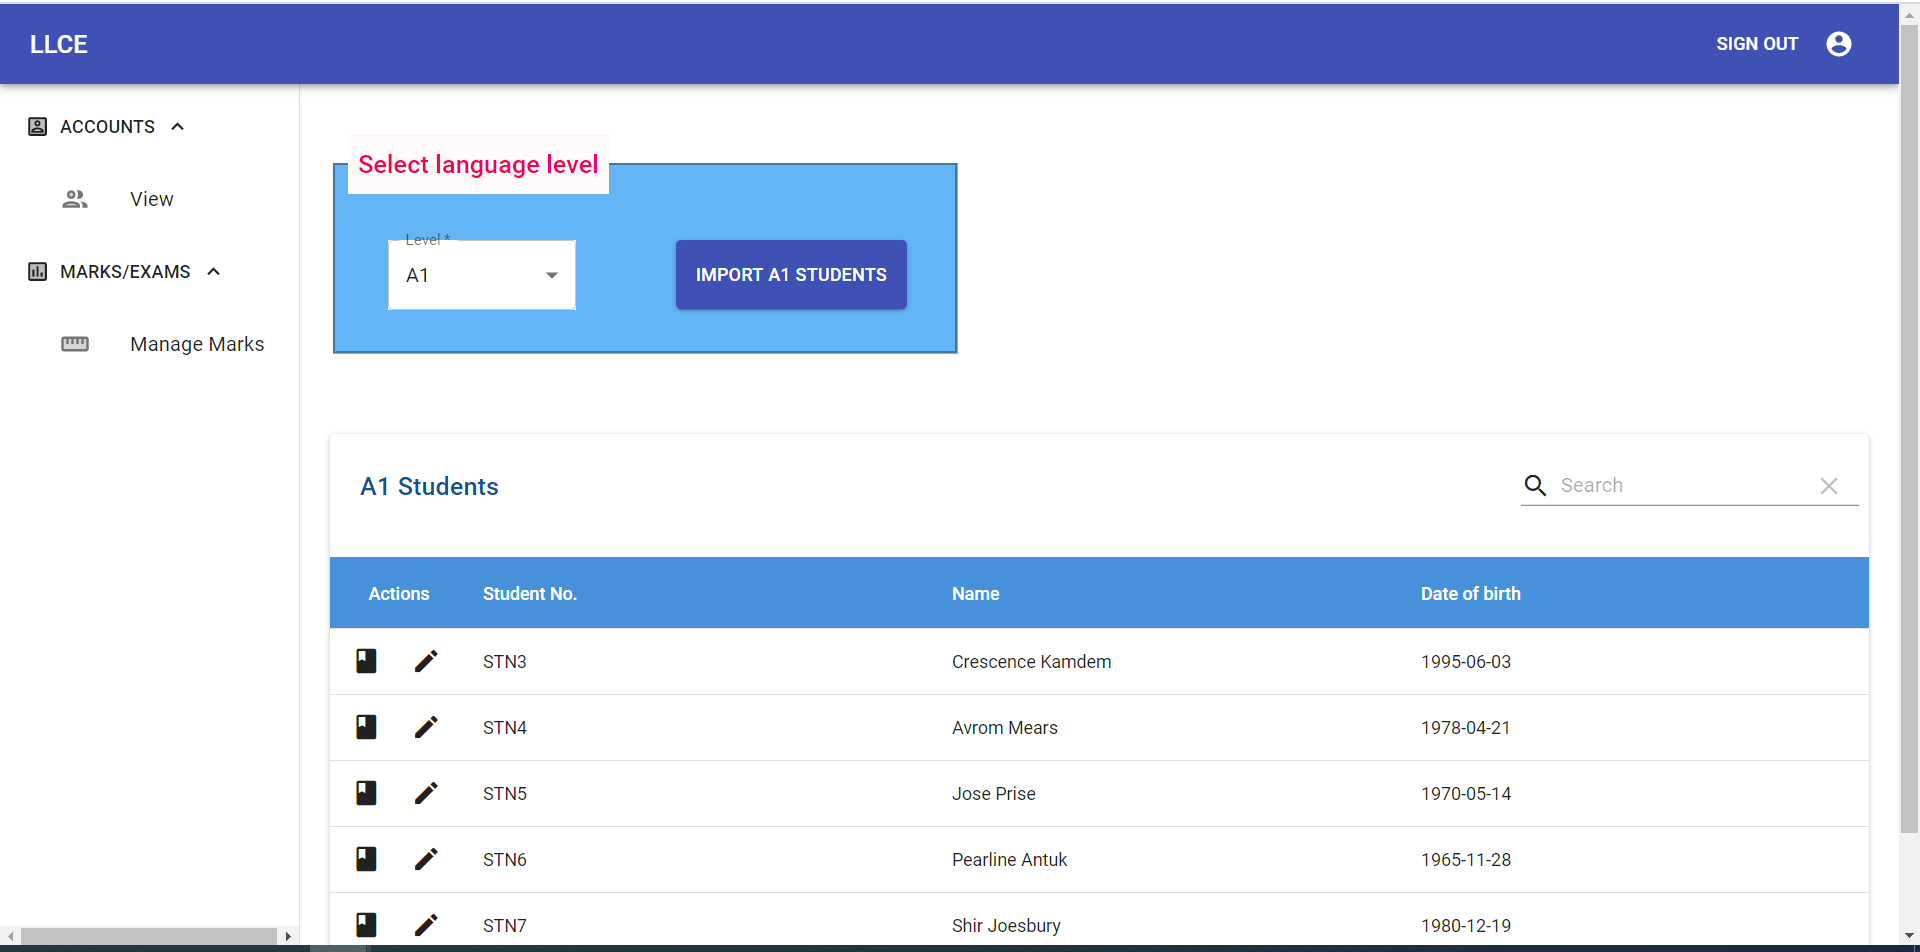 LLCE
SIGN OUT
ACCOUNTS
View
MARKS/EXAMS
Manage Marks
Select language level
Level *
A1
IMPORT A1 STUDENTS
A1 Students
Search
Actions Student No. Name Date of birth
STN3 Crescence Kamdem 1995-06-03
STN4 Avrom Mears 1978-04-21
STN5 Jose Prise 1970-05-14
STN6 Pearline Antuk 1965-11-28
STN7 Shir Joesbury 1980-12-19